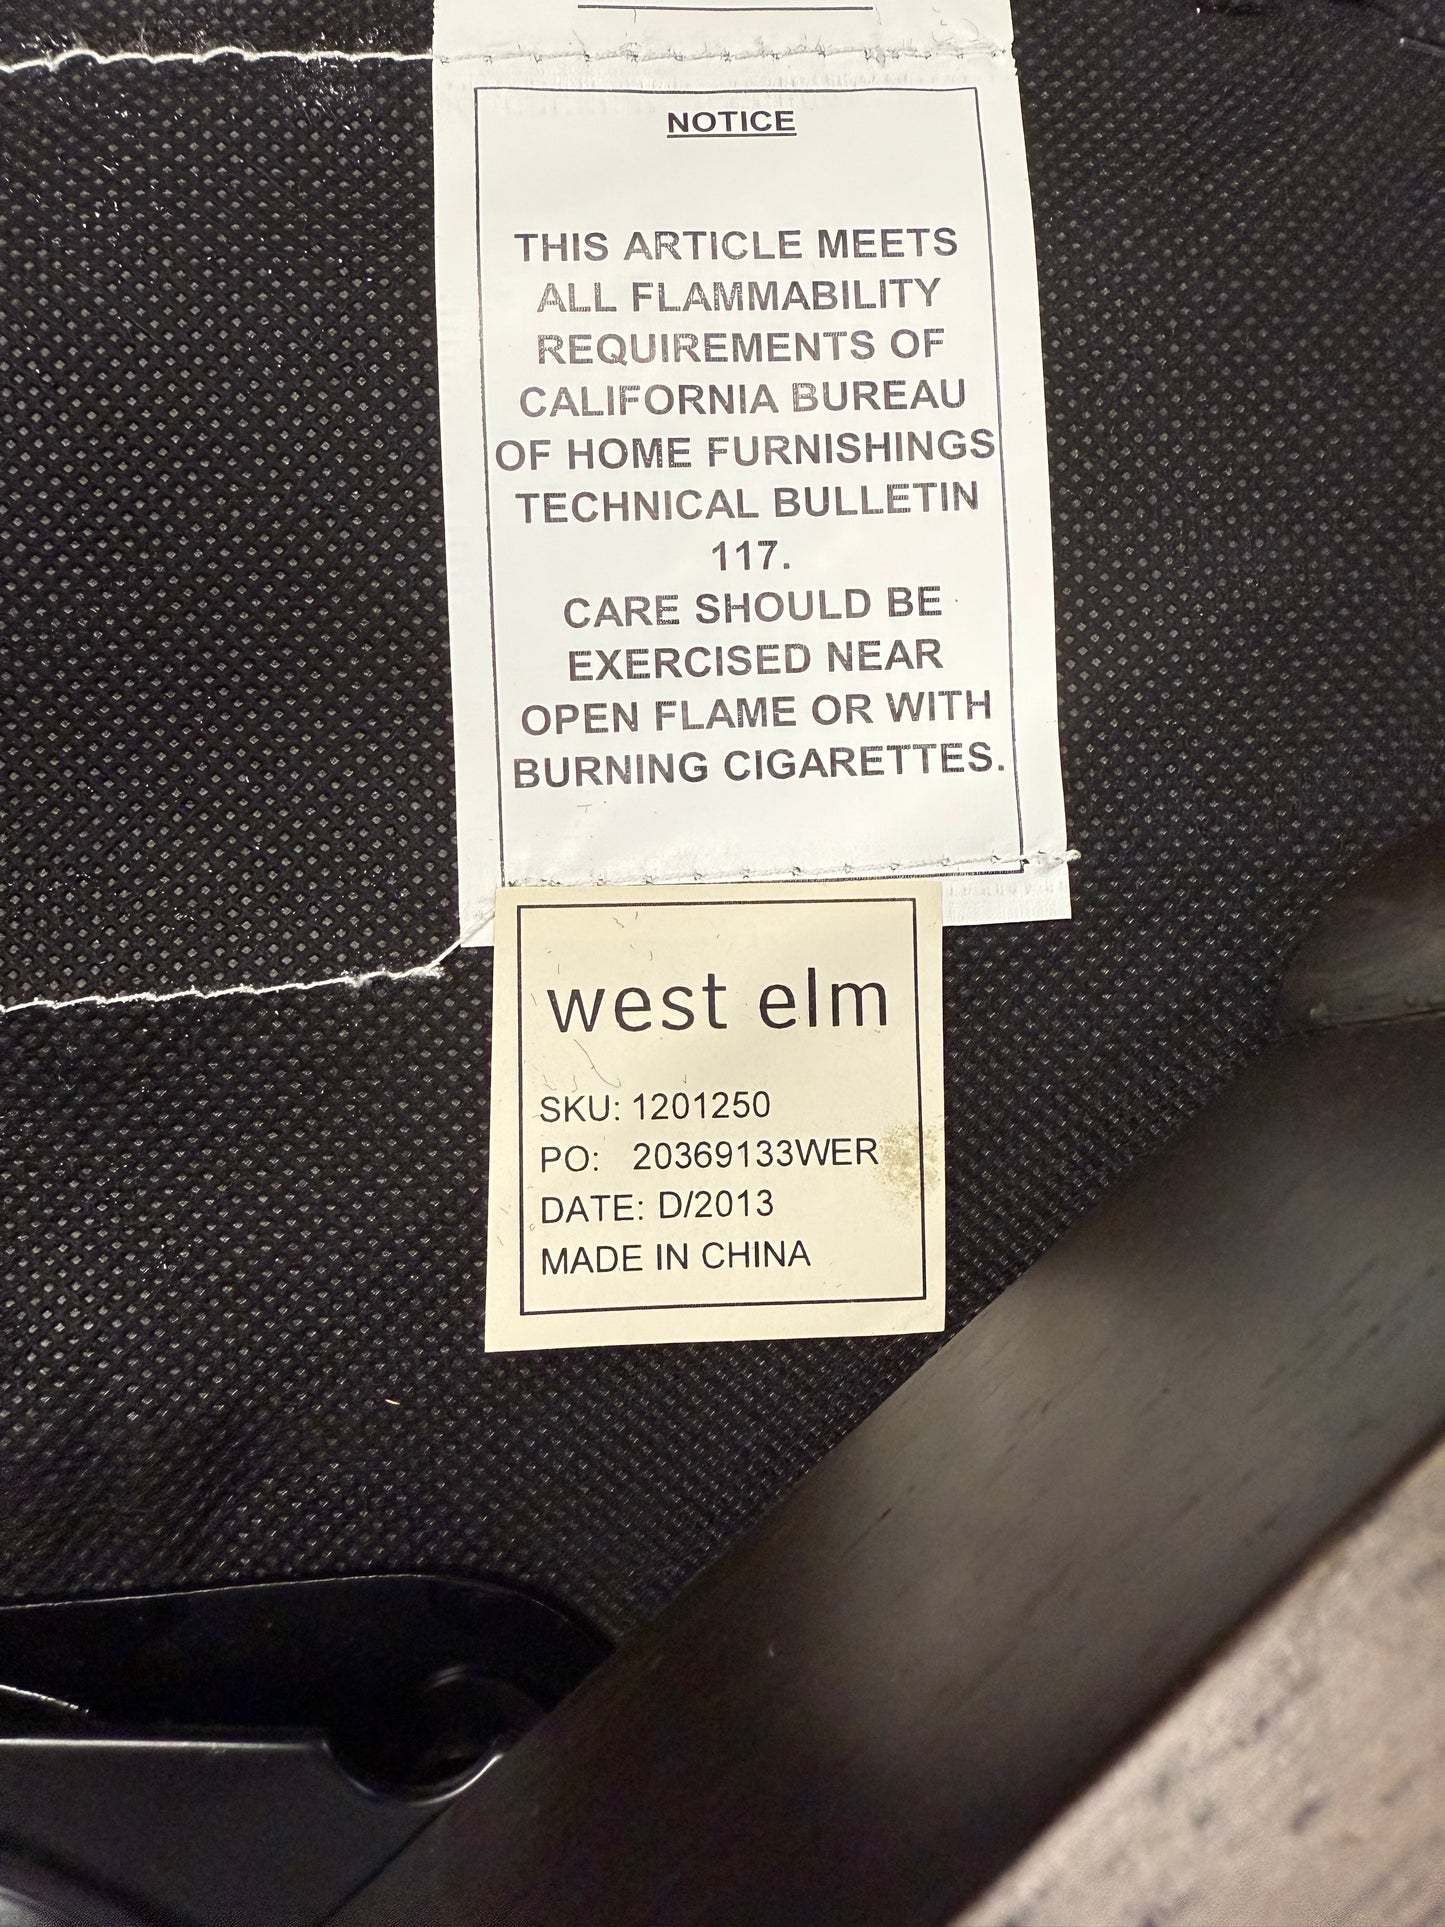 NOTICE
THIS ARTICLE MEETS
ALL FLAMMABILITY
REQUIREMENTS OF
CALIFORNIA BUREAU
OF HOME FURNISHINGS
TECHNICAL BULLETIN
117.
CARE SHOULD BE
EXERCISED NEAR
OPEN FLAME OR WITH
BURNING CIGARETTES.
west elm
SKU: 1201250
PO: 20369133WER
DATE: D/2013
MADE IN CHINA